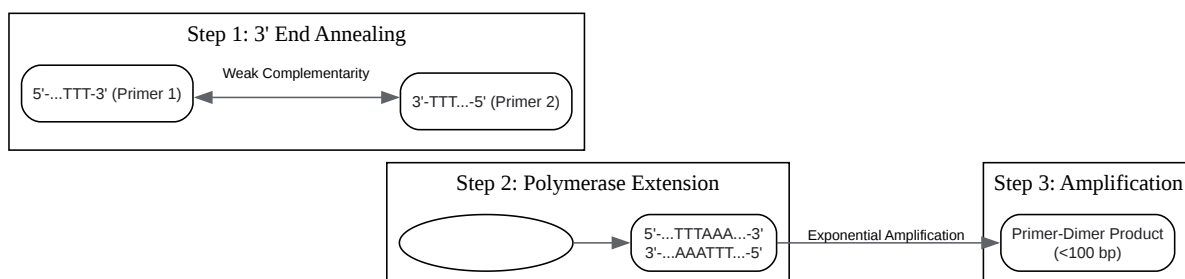 Step 1: 3' End Annealing
5'-...TTT-3' (Primer 1)
Weak Complementarity
3'-TTT...-5' (Primer 2)
Step 2: Polymerase Extension
5'-...TTTAAA...-3'
3'-...AAATTT...-5'
Exponential Amplification
Step 3: Amplification
Primer-Dimer Product
(<100 bp)